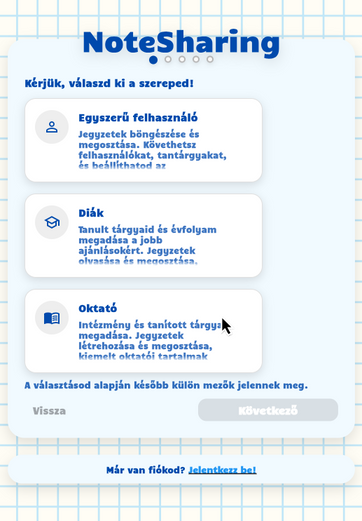 NoteSharing
Kérjük, válaszd ki a szereped!
Egyszerű felhasználó
Jegyzetek böngészése és
megosztása. Követhetsz
felhasználókat, tantárgyakat,
és beállíthatod az
Diák
Tanult tárgyaid és évfolyam
megadása a jobb
ajánlásokért. Jegyzetek
olvasása és megosztása.
Oktató
Intézmény és tanított tárgyak
megadása. Jegyzetek
létrehozása és megosztása,
kiemelt oktatói tartalmak
A választásod alapján később külön mezők jelennek meg.
Vissza
Következő
Már van fiókod? Jelentkezz be!